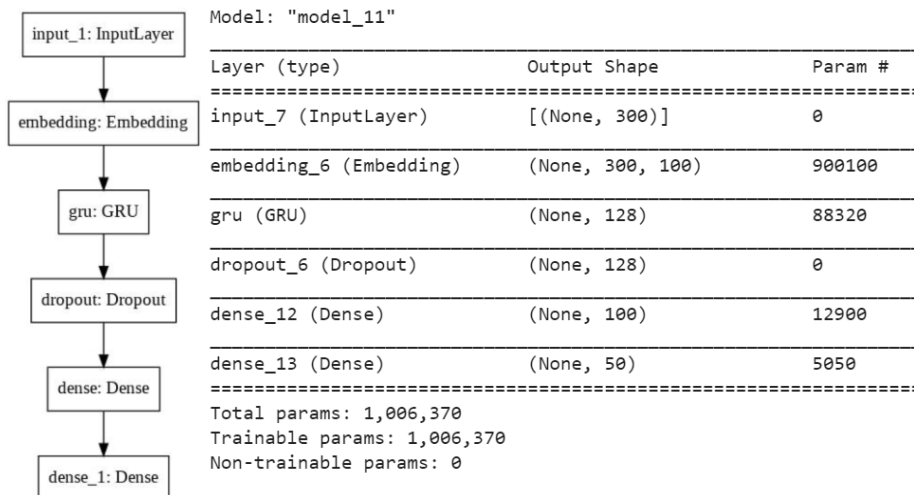 input_1: InputLayer
embedding: Embedding
gru: GRU
dropout: Dropout
dense: Dense
dense_1: Dense
Model: "model_11"
Layer (type) Output Shape Param #
input_7 (InputLayer) [(None, 300)] 0
embedding_6 (Embedding) (None, 300, 100) 900100
gru (GRU) (None, 128) 88320
dropout_6 (Dropout) (None, 128) 0
dense_12 (Dense) (None, 100) 12900
dense_13 (Dense) (None, 50) 5050
Total params: 1,006,370
Trainable params: 1,006,370
Non-trainable params: 0